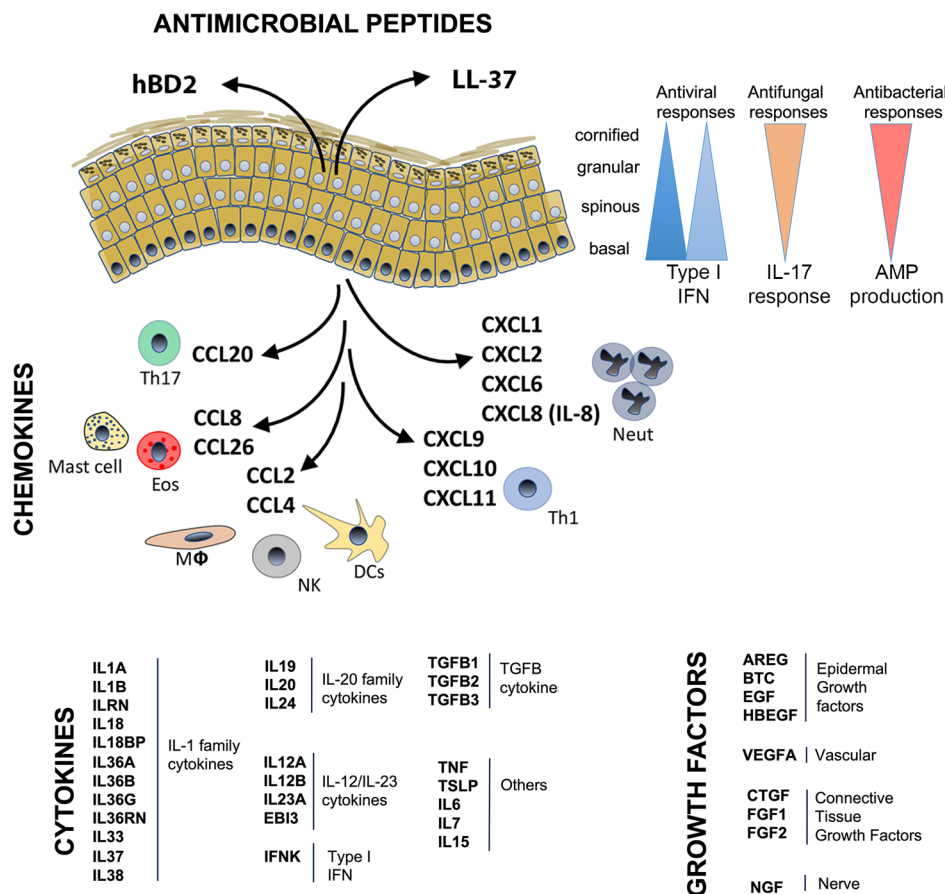 ANTIMICROBIAL PEPTIDES
hBD2
LL-37
Antiviral responses
Antifungal responses
Antibacterial responses
cornified
granular
spinous
basal
Type I IFN
IL-17 response
AMP production
CHEMOKINES
Th17
CCL20
Mast cell
Eos
CCL8
CCL26
CCL2
CCL4
MΦ
NK
DCs
CXCL1
CXCL2
CXCL6
CXCL8 (IL-8)
Neut
CXCL9
CXCL10
CXCL11
Th1
CYTOKINES
IL1A
IL1B
ILRN
IL18
IL18BP
IL36A
IL36B
IL36G
IL36RN
IL33
IL37
IL38
IL-1 family
cytokines
IL19
IL20
IL24
IL-20 family
cytokines
IL12A
IL12B
IL23A
EBI3
IL-12/IL-23
cytokines
IFNK
Type I
IFN
TGFB1
TGFB2
TGFB3
TGFB
cytokine
TNF
TSLP
IL6
IL7
IL15
Others
GROWTH FACTORS
AREG
BTC
EGF
HBEGF
Epidermal
Growth
factors
VEGFA
Vascular
CTGF
FGF1
FGF2
Connective
Tissue
Growth Factors
NGF
Nerve